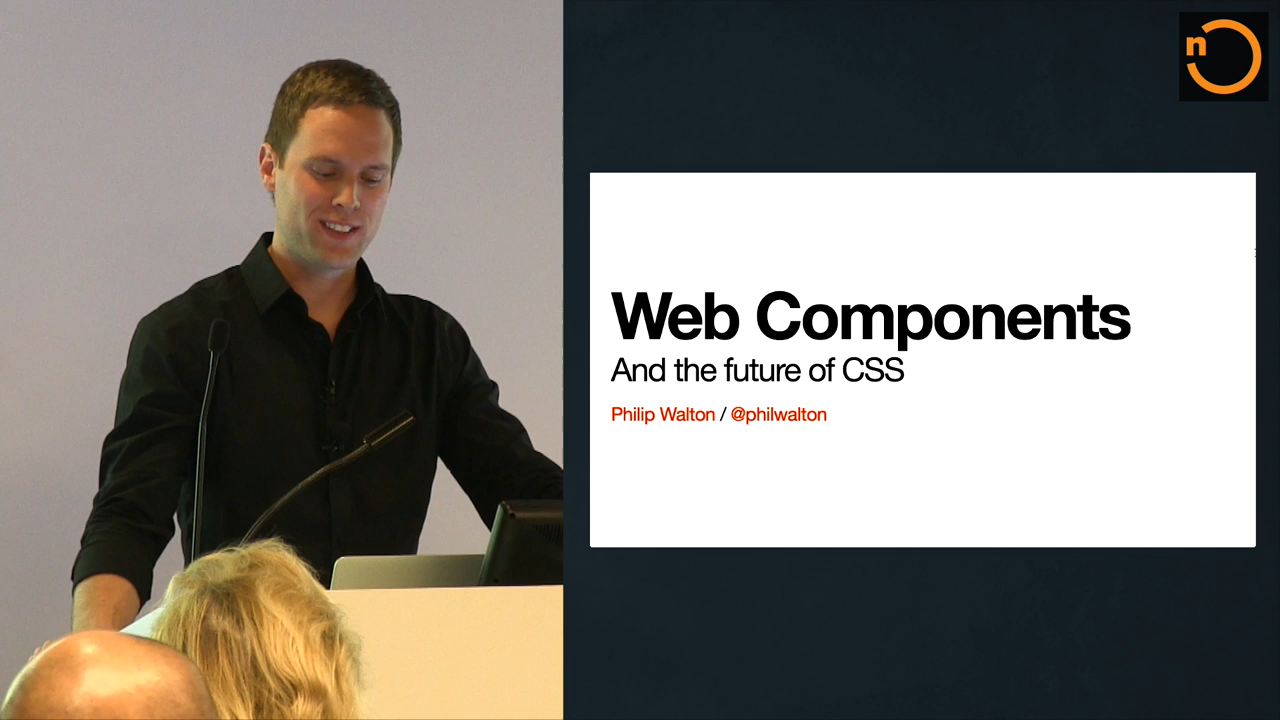 n
Web Components
And the future of CSS
Philip Walton / @philwalton